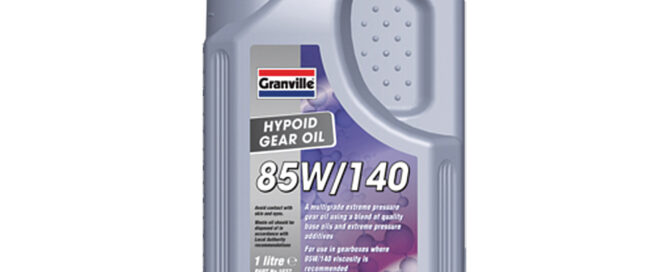 Granville
HYPOID
GEAR OIL
85W/140
Avoid contact with
skin and eyes.
Waste oil should be
disposed of in
accordance with
Local Authority
recommendations
A multigrade extreme pressure
gear oil using a blend of quality
base oils and extreme pressure
additives
For use in gearboxes where
85W/140 viscosity is
recommended
1 litre e
PART No.